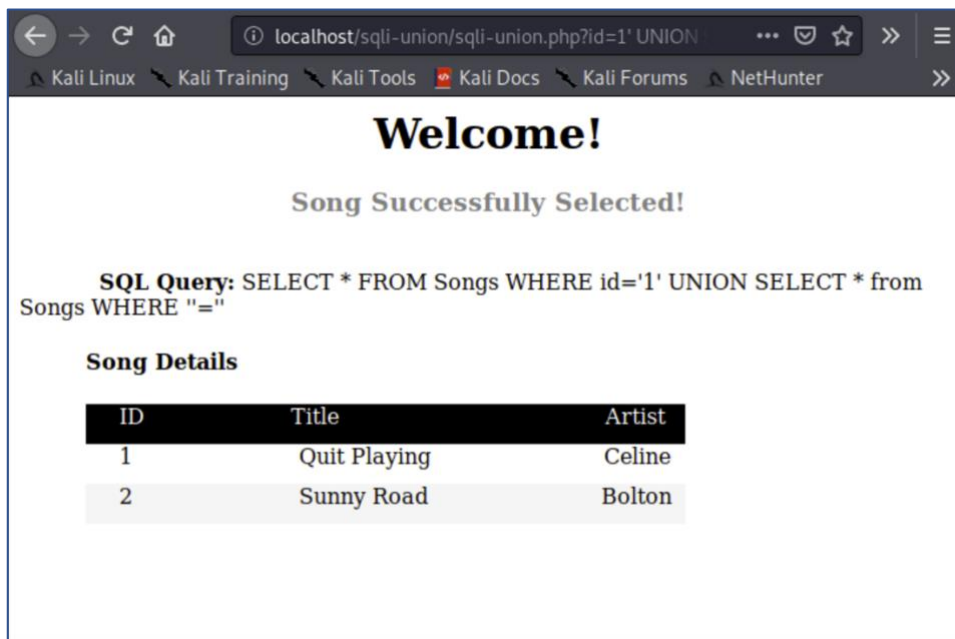 localhost/sqli-union/sqli-union.php?id=1' UNION
Kali Linux Kali Training Kali Tools Kali Docs Kali Forums NetHunter
Welcome!
Song Successfully Selected!
SQL Query: SELECT * FROM Songs WHERE id='1' UNION SELECT * from
Songs WHERE ''=''
Song Details
ID Title Artist
1 Quit Playing Celine
2 Sunny Road Bolton